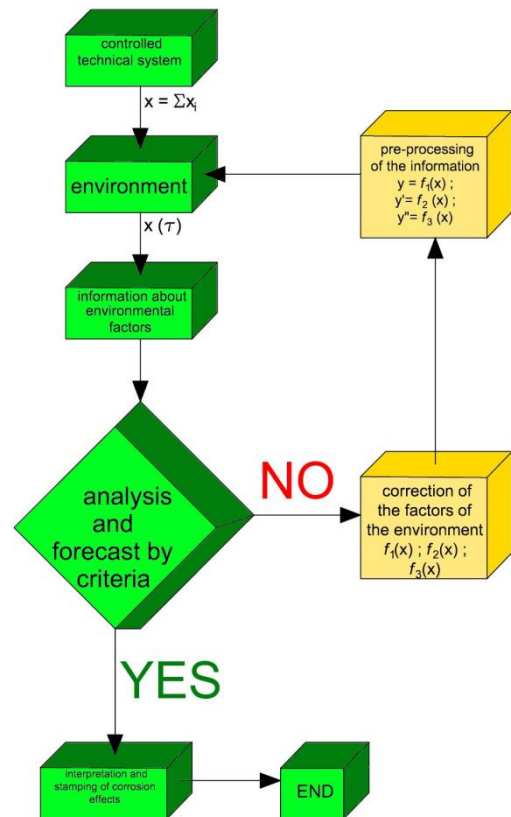 controlled
technical system
x = Σxᵢ
environment
x (τ)
information about
environmental
factors
analysis
and
forecast by
criteria
NO
correction of
the factors of
the environment
f₁(x) ; f₂(x) ;
f₃(x)
pre-processing
of the information
y = f₁(x) ;
y'= f₂ (x) ;
y"= f₃ (x)
YES
interpretation and
stamping of corrosion
effects
END